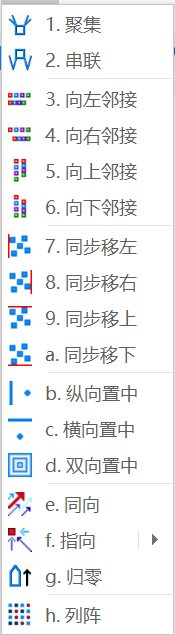 1. 聚集
2. 串联
3. 向左邻接
4. 向右邻接
5. 向上邻接
6. 向下邻接
7. 同步移左
8. 同步移右
9. 同步移上
a. 同步移下
b. 纵向置中
c. 横向置中
d. 双向置中
e. 同向
f. 指向
g. 归零
h. 列阵